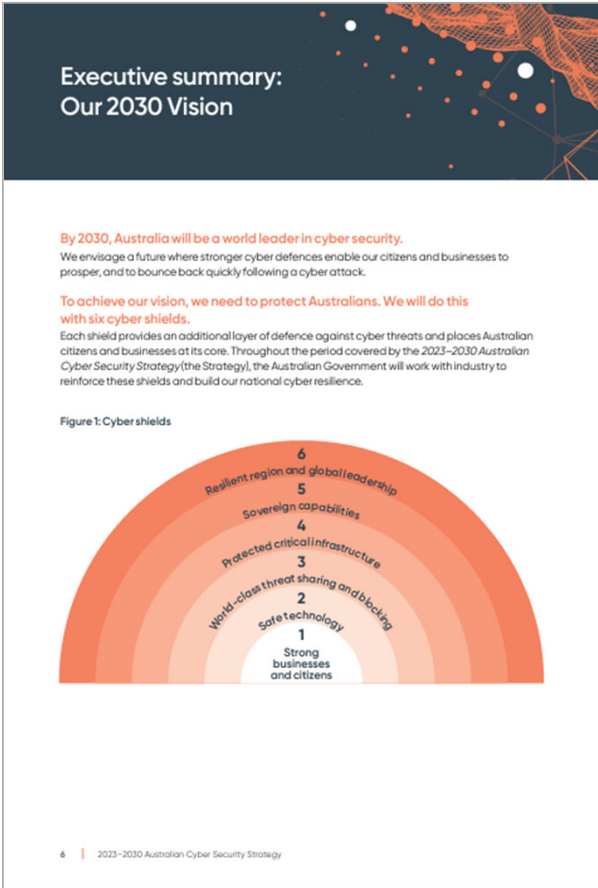 Executive summary:
Our 2030 Vision
By 2030, Australia will be a world leader in cyber security.
We envisage a future where stronger cyber defences enable our citizens and businesses to
prosper, and to bounce back quickly following a cyber attack.
To achieve our vision, we need to protect Australians. We will do this
with six cyber shields.
Each shield provides an additional layer of defence against cyber threats and places Australian
citizens and businesses at its core. Throughout the period covered by the 2023–2030 Australian
Cyber Security Strategy (the Strategy), the Australian Government will work with industry to
reinforce these shields and build our national cyber resilience.
Figure 1: Cyber shields
6
Resilient region and global leadership
5
Sovereign capabilities
4
Protected critical infrastructure
3
World-class threat sharing and blocking
2
Safe technology
1
Strong
businesses
and citizens
6 | 2023–2030 Australian Cyber Security Strategy